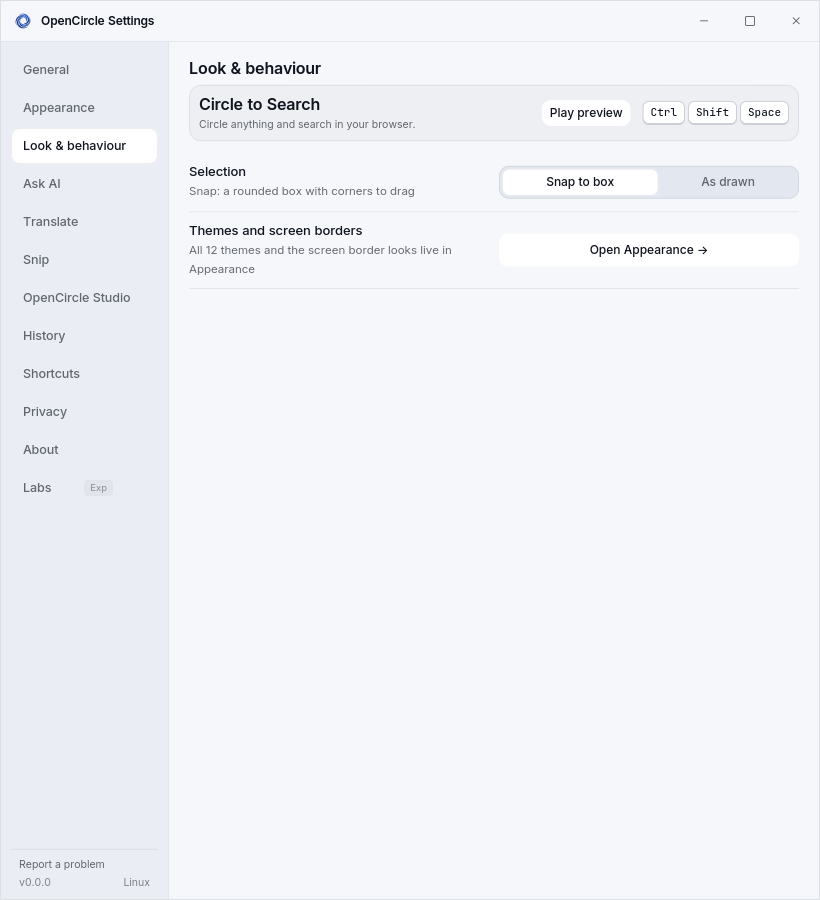 OpenCircle Settings
General
Appearance
Look & behaviour
Ask AI
Translate
Snip
OpenCircle Studio
History
Shortcuts
Privacy
About
Labs Exp
Report a problem
v0.0.0 Linux
Look & behaviour
Circle to Search
Circle anything and search in your browser.
Play preview Ctrl Shift Space
Selection
Snap: a rounded box with corners to drag
Snap to box As drawn
Themes and screen borders
All 12 themes and the screen border looks live in
Appearance
Open Appearance →